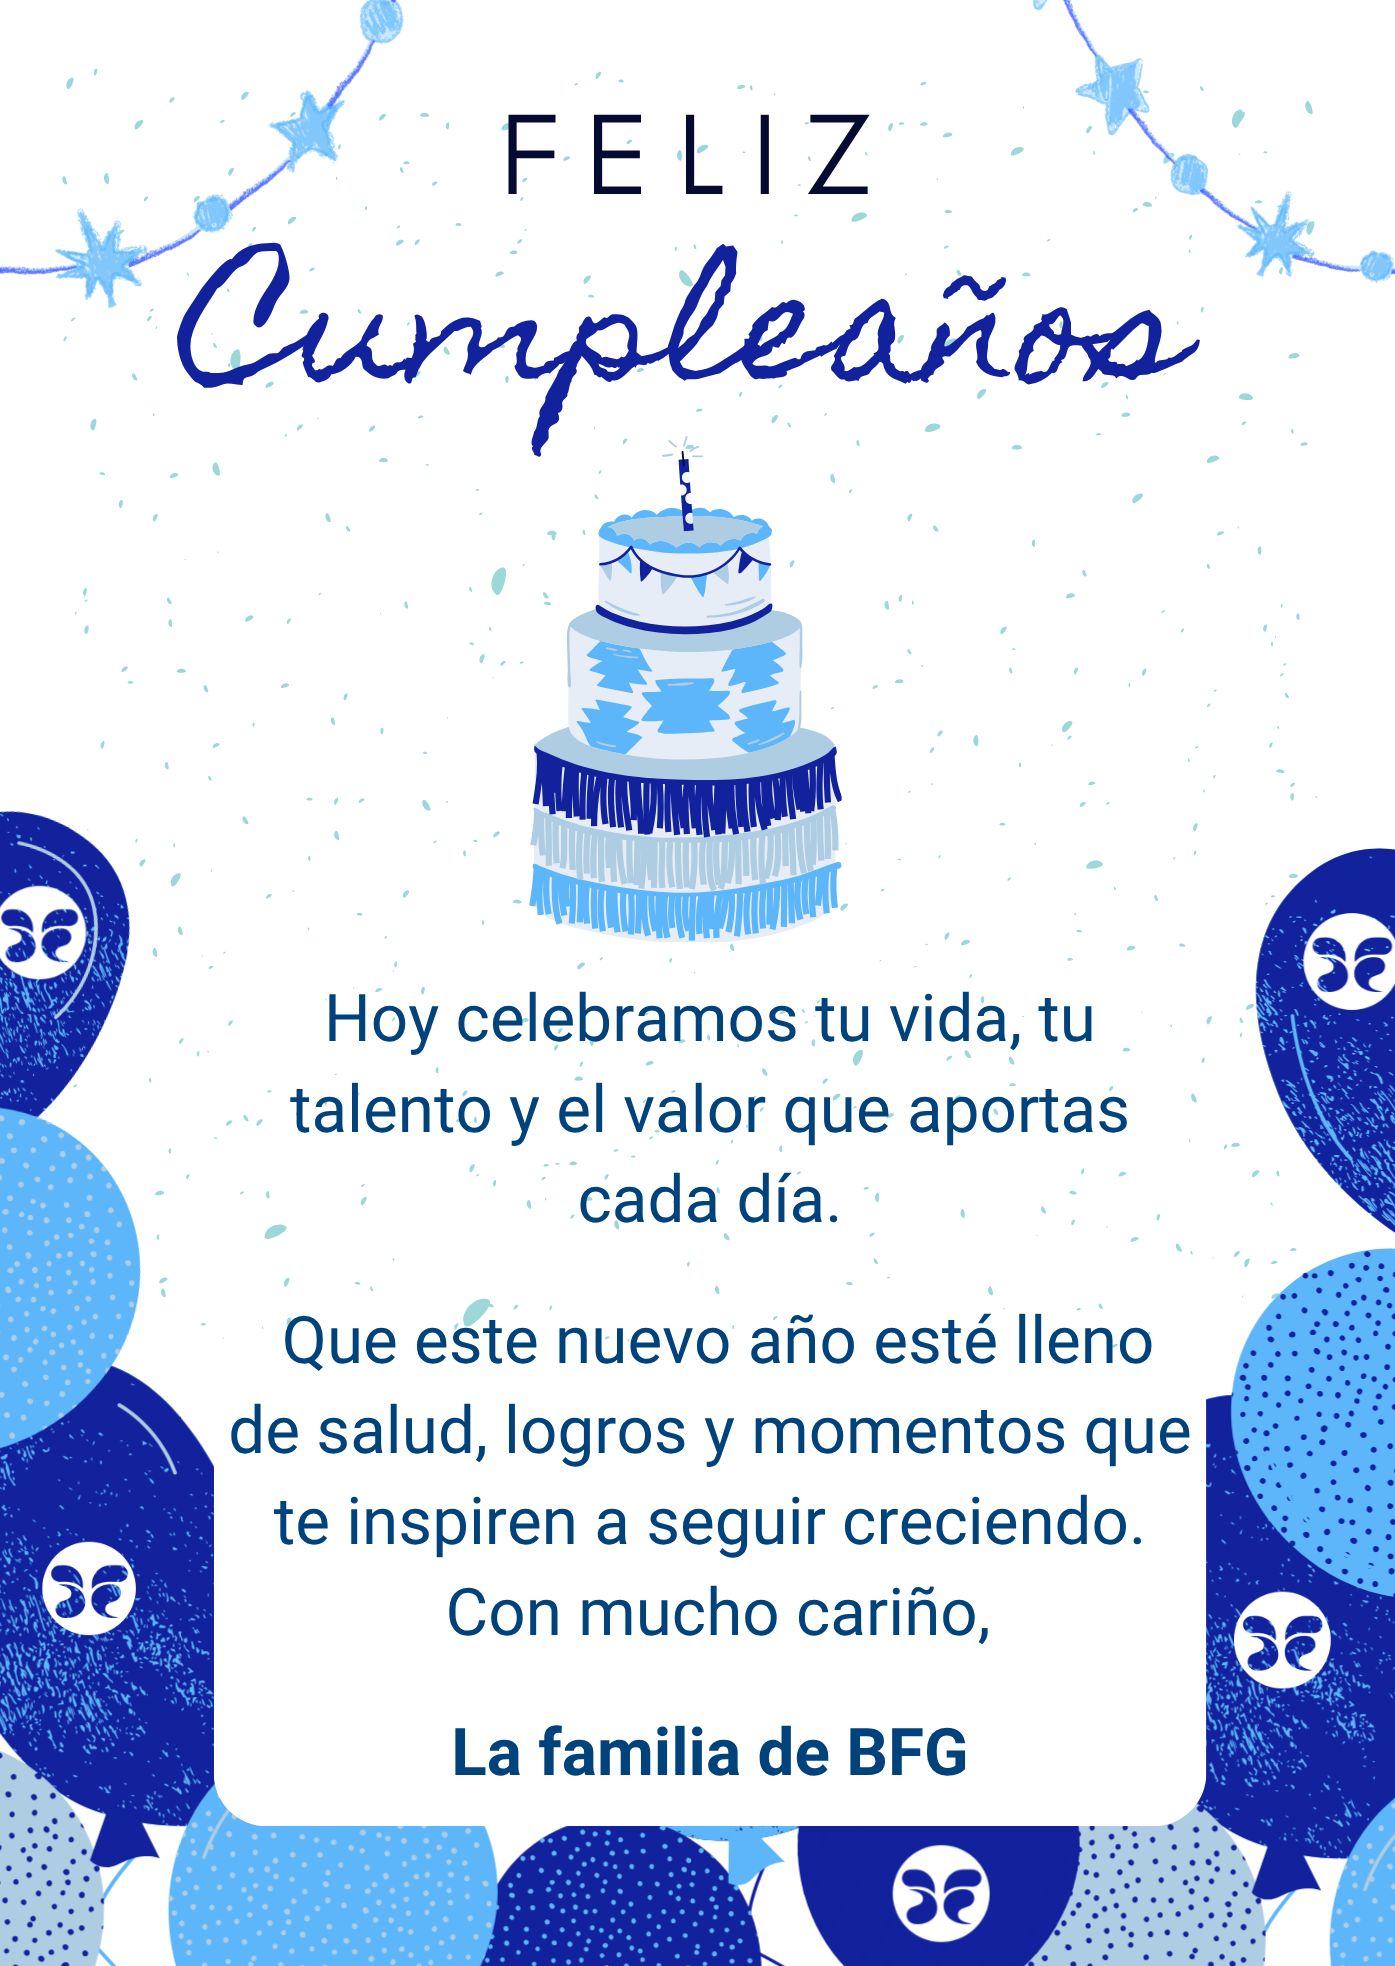 FELIZ
Cumpleaños
Hoy celebramos tu vida, tu
talento y el valor que aportas
cada día.
Que este nuevo año esté lleno
de salud, logros y momentos que
te inspiren a seguir creciendo.
Con mucho cariño,
La familia de BFG